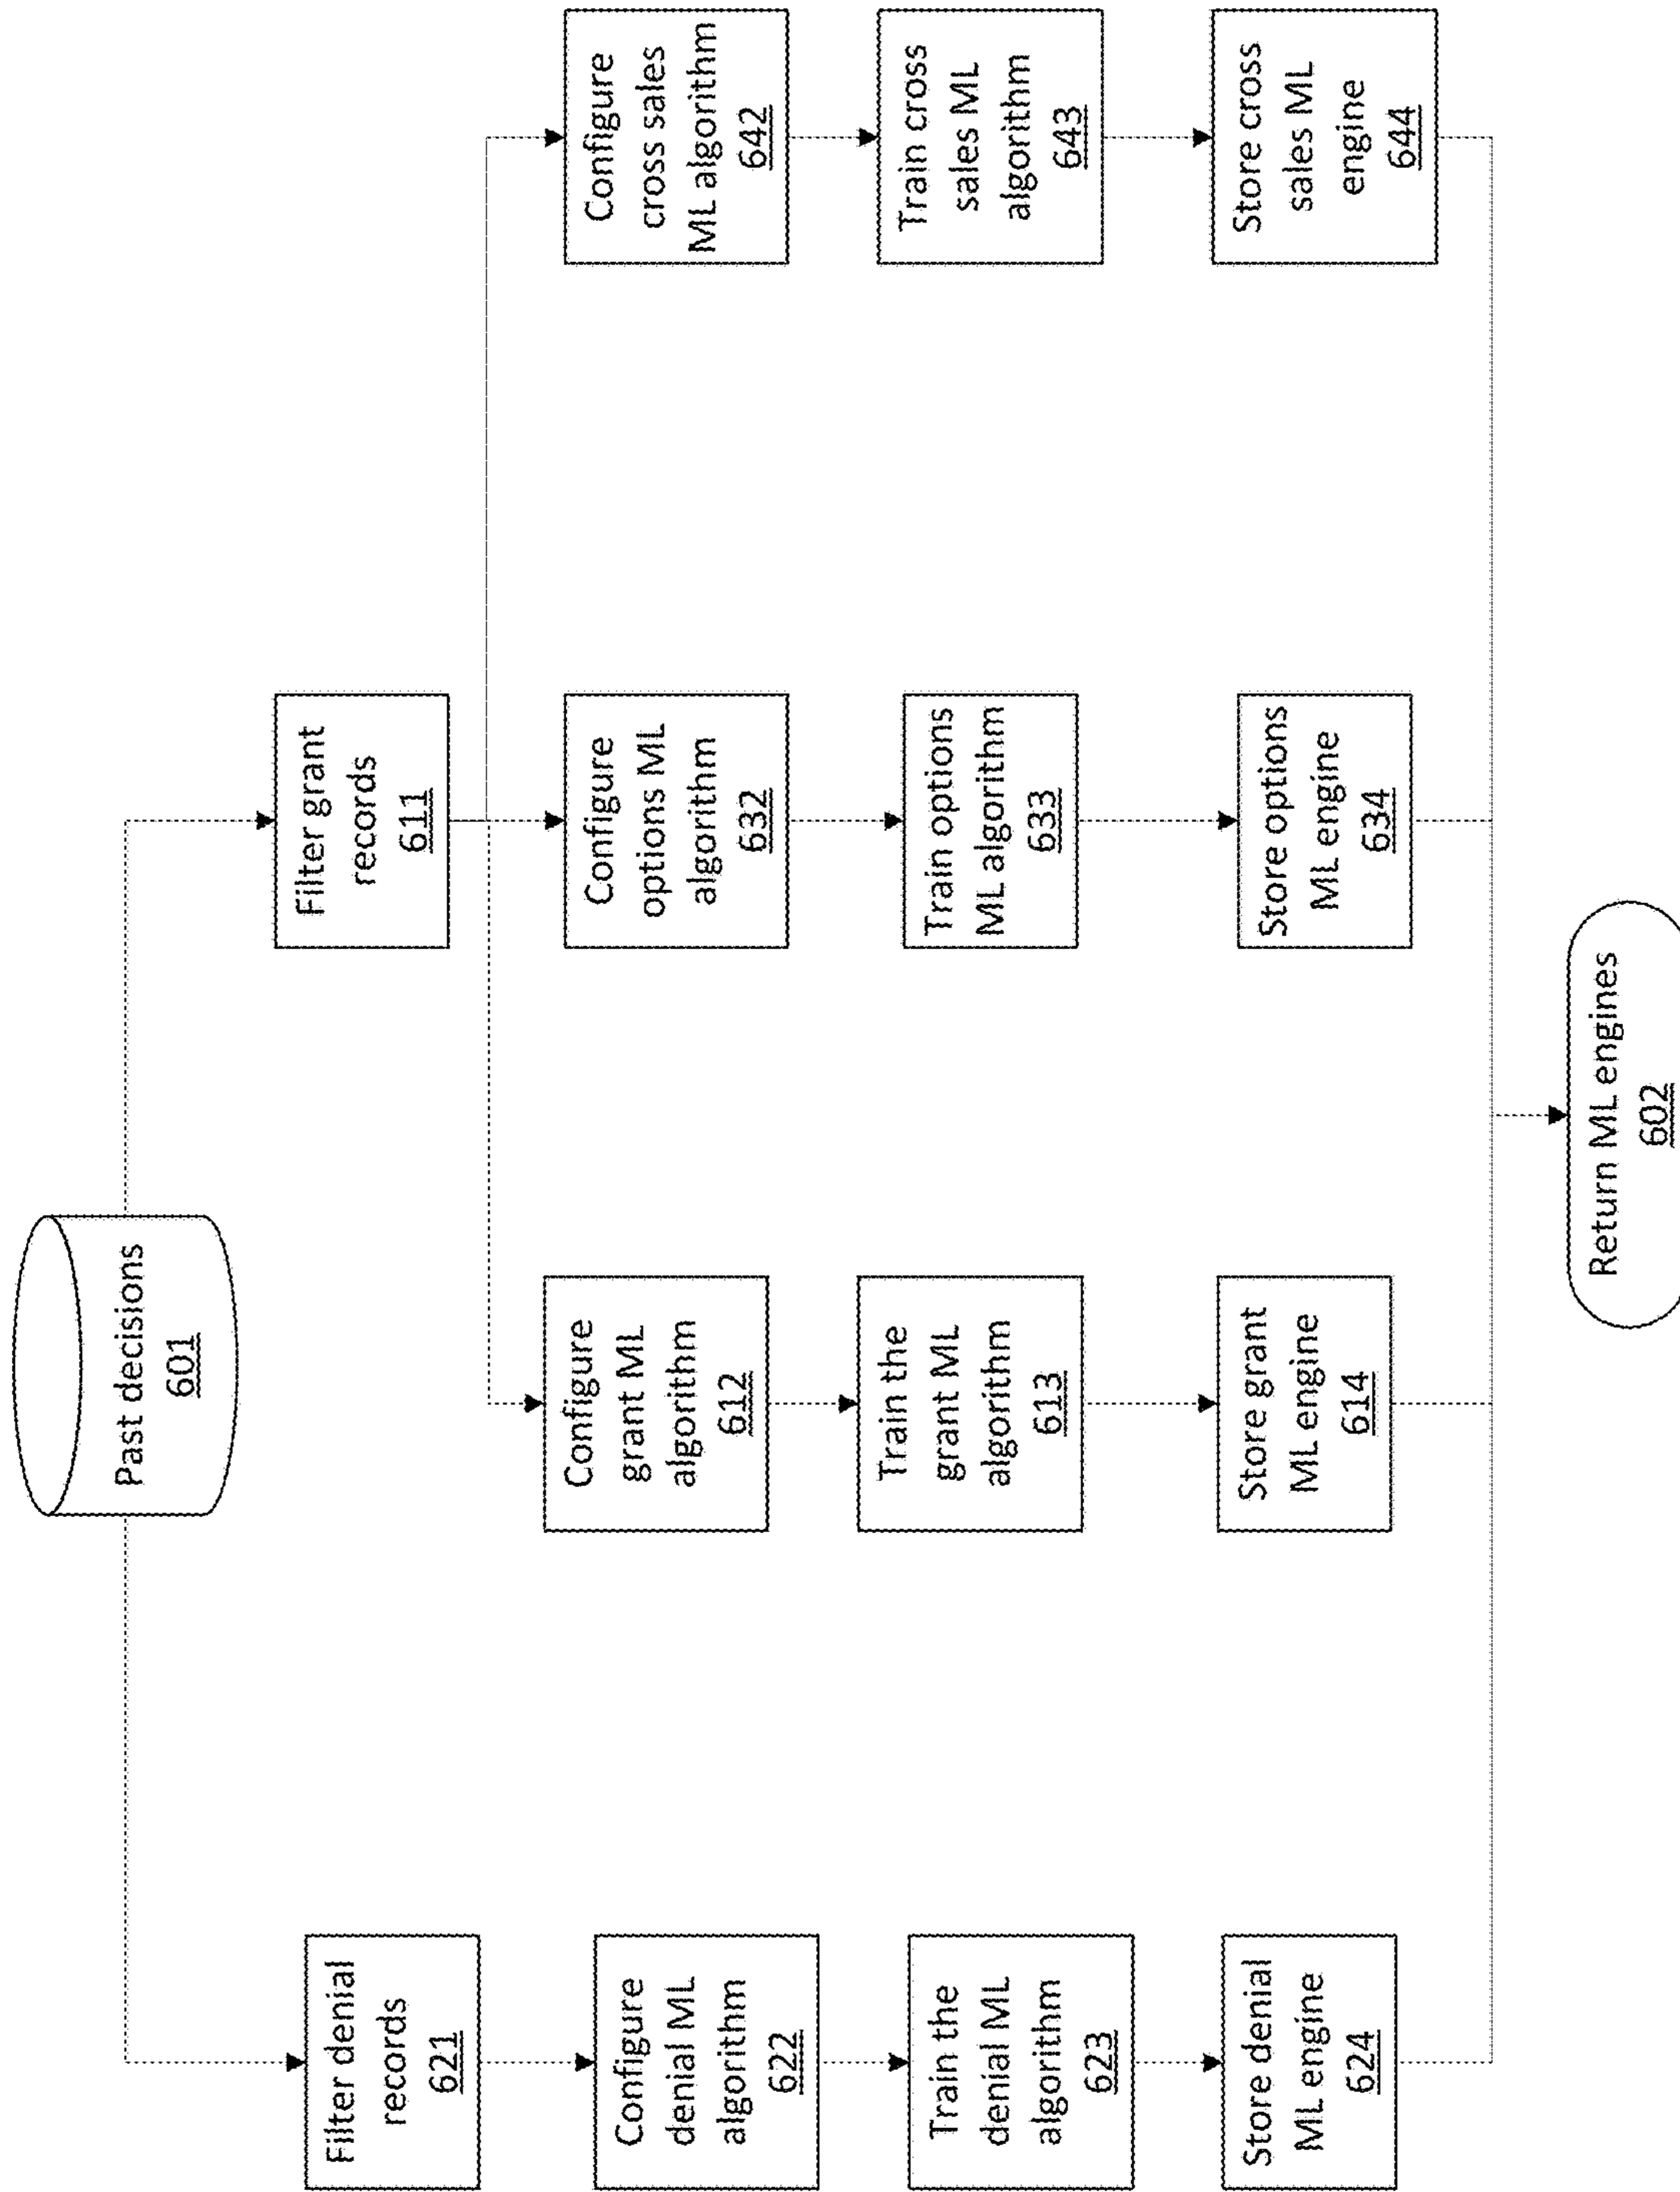 Past decisions
601
Filter denial
records
621
Configure
denial ML
algorithm
622
Train the
denial ML
algorithm
623
Store denial
ML engine
624
Filter grant
records
611
Configure
grant ML
algorithm
612
Train the
grant ML
algorithm
613
Store grant
ML engine
614
Configure
options ML
algorithm
632
Train options
ML algorithm
633
Store options
ML engine
634
Configure
cross sales
ML algorithm
642
Train cross
sales ML
algorithm
643
Store cross
sales ML
engine
644
Return ML engines
602